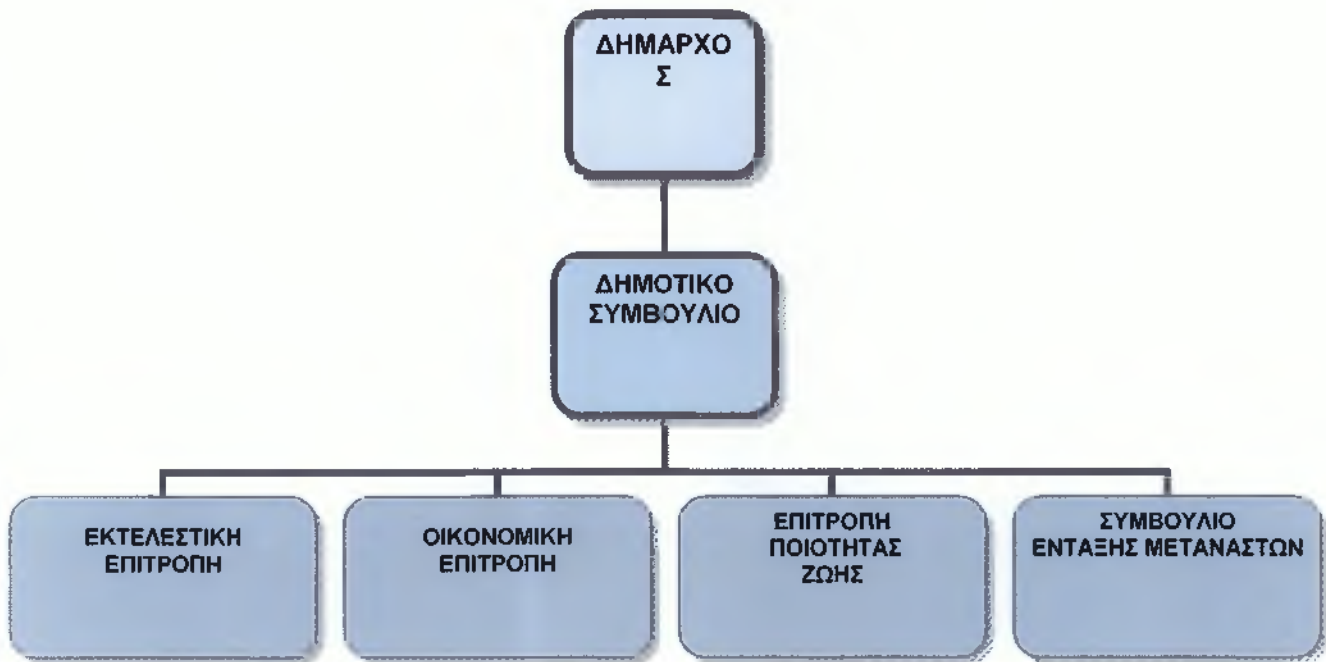 ΔΗΜΑΡΧΟ
Σ
ΔΗΜΟΤΙΚΟ
ΣΥΜΒΟΥΛΙΟ
ΕΚΤΕΛΕΣΤΙΚΗ
ΕΠΙΤΡΟΠΗ
ΟΙΚΟΝΟΜΙΚΗ
ΕΠΙΤΡΟΠΗ
ΕΠΙΤΡΟΠΗ
ΠΟΙΟΤΗΤΑΣ
ΖΩΗΣ
ΣΥΜΒΟΥΛΙΟ
ΕΝΤΑΞΗΣ ΜΕΤΑΝΑΣΤΩΝ